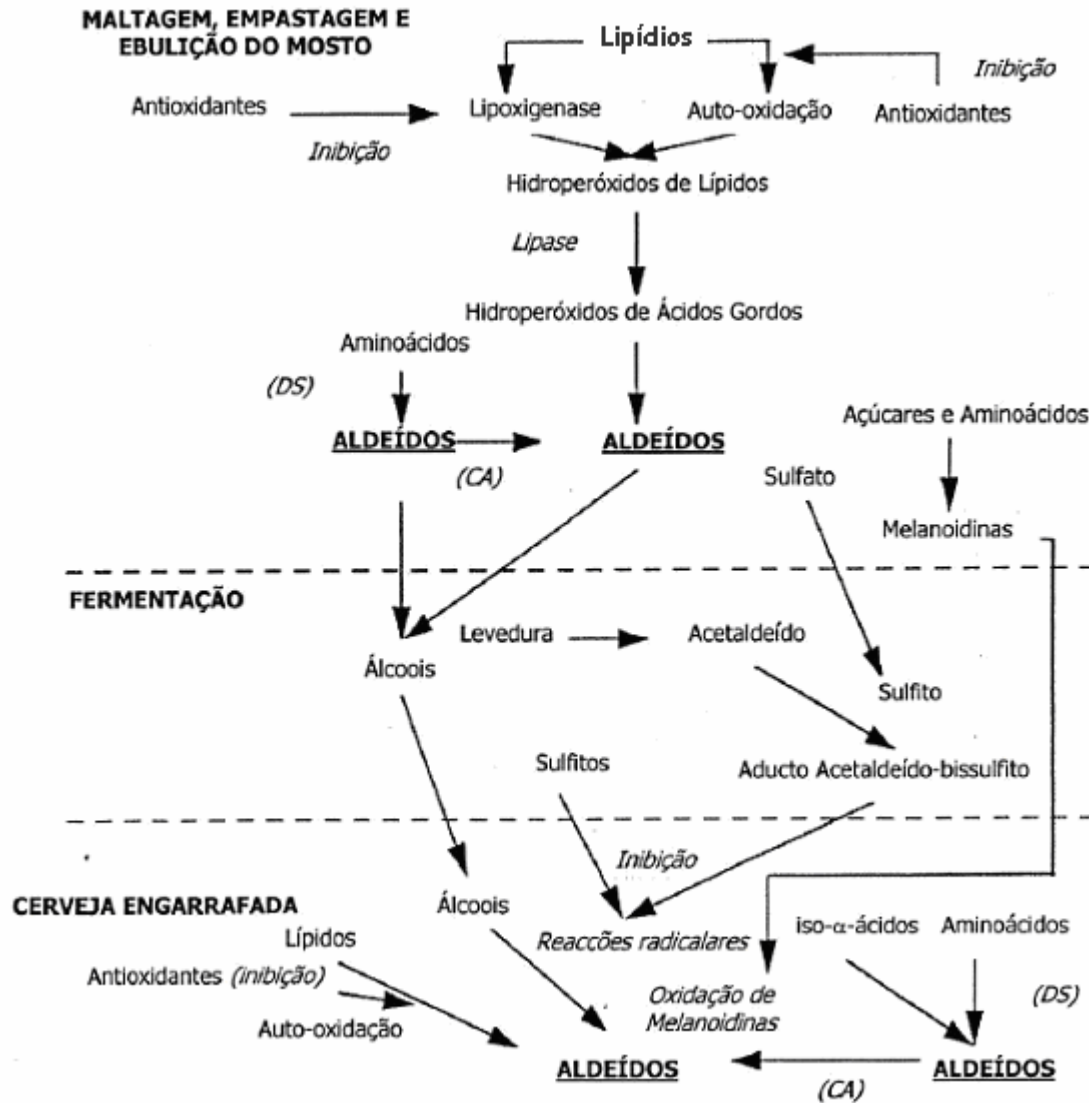 MALTAGEM, EMPASTAGEM E
EBULIÇÃO DO MOSTO
Lipídios
Inibição
Antioxidantes
Lipoxigenase
Auto-oxidação
Antioxidantes
Inibição
Hidroperóxidos de Lípidos
Lipase
Hidroperóxidos de Ácidos Gordos
Aminoácidos
(DS)
Açúcares e Aminoácidos
ALDEÍDOS
ALDEÍDOS
(CA)
Sulfato
Melanoidinas
FERMENTAÇÃO
Levedura
Acetaldeído
Álcoois
Sulfito
Sulfitos
Aducto Acetaldeído-bissulfito
Inibição
CERVEJA ENGARRAFADA
Álcoois
Lípidos
Reacções radicalares
iso-α-ácidos
Aminoácidos
Antioxidantes (inibição)
Oxidação de
Melanoidinas
(DS)
Auto-oxidação
ALDEÍDOS
ALDEÍDOS
(CA)